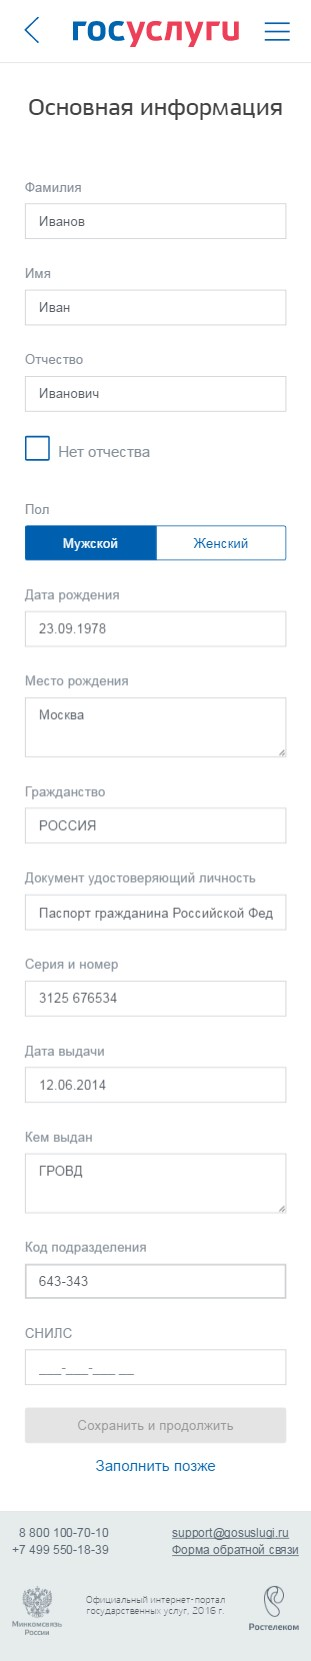 госуслуги
Основная информация
Фамилия
Иванов
Имя
Иван
Отчество
Иванович
Нет отчества
Пол
Мужской Женский
Дата рождения
23.09.1978
Место рождения
Москва
Гражданство
РОССИЯ
Документ удостоверяющий личность
Паспорт гражданина Российской Фед
Серия и номер
3125 676534
Дата выдачи
12.06.2014
Кем выдан
ГРОВД
Код подразделения
643-343
СНИЛС
___-___-___ __
Сохранить и продолжить
Заполнить позже
8 800 100-70-10 support@gosuslugi.ru
+7 499 550-18-39 Форма обратной связи
Минкомсвязь
России
Официальный интернет-портал
государственных услуг, 2016 г.
Ростелеком